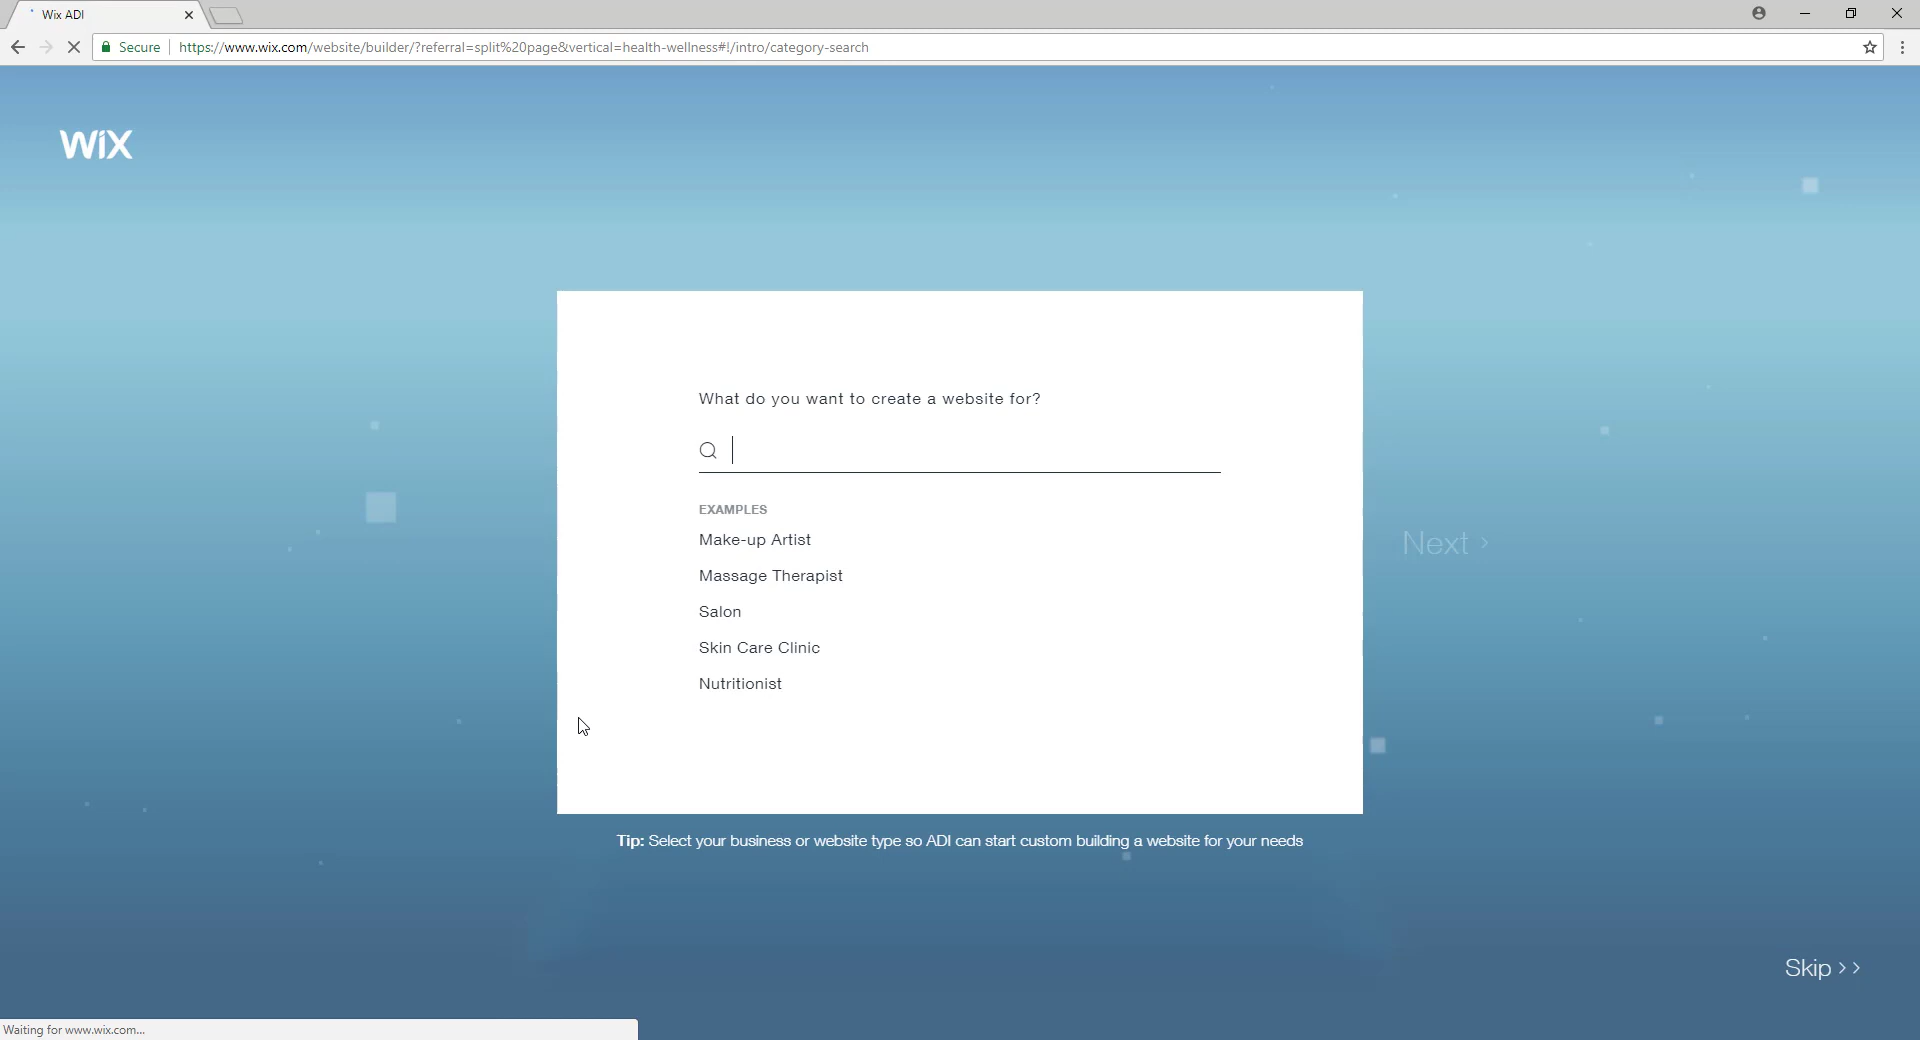 Wix ADI
Secure
https://www.wix.com/website/builder/?referral=split%20page&vertical=health-wellness#!/intro/category-search
WiX
What do you want to create a website for?
EXAMPLES
Make-up Artist
Massage Therapist
Salon
Skin Care Clinic
Nutritionist
Next >
Tip: Select your business or website type so ADI can start custom building a website for your needs
Skip >>
Waiting for www.wix.com...